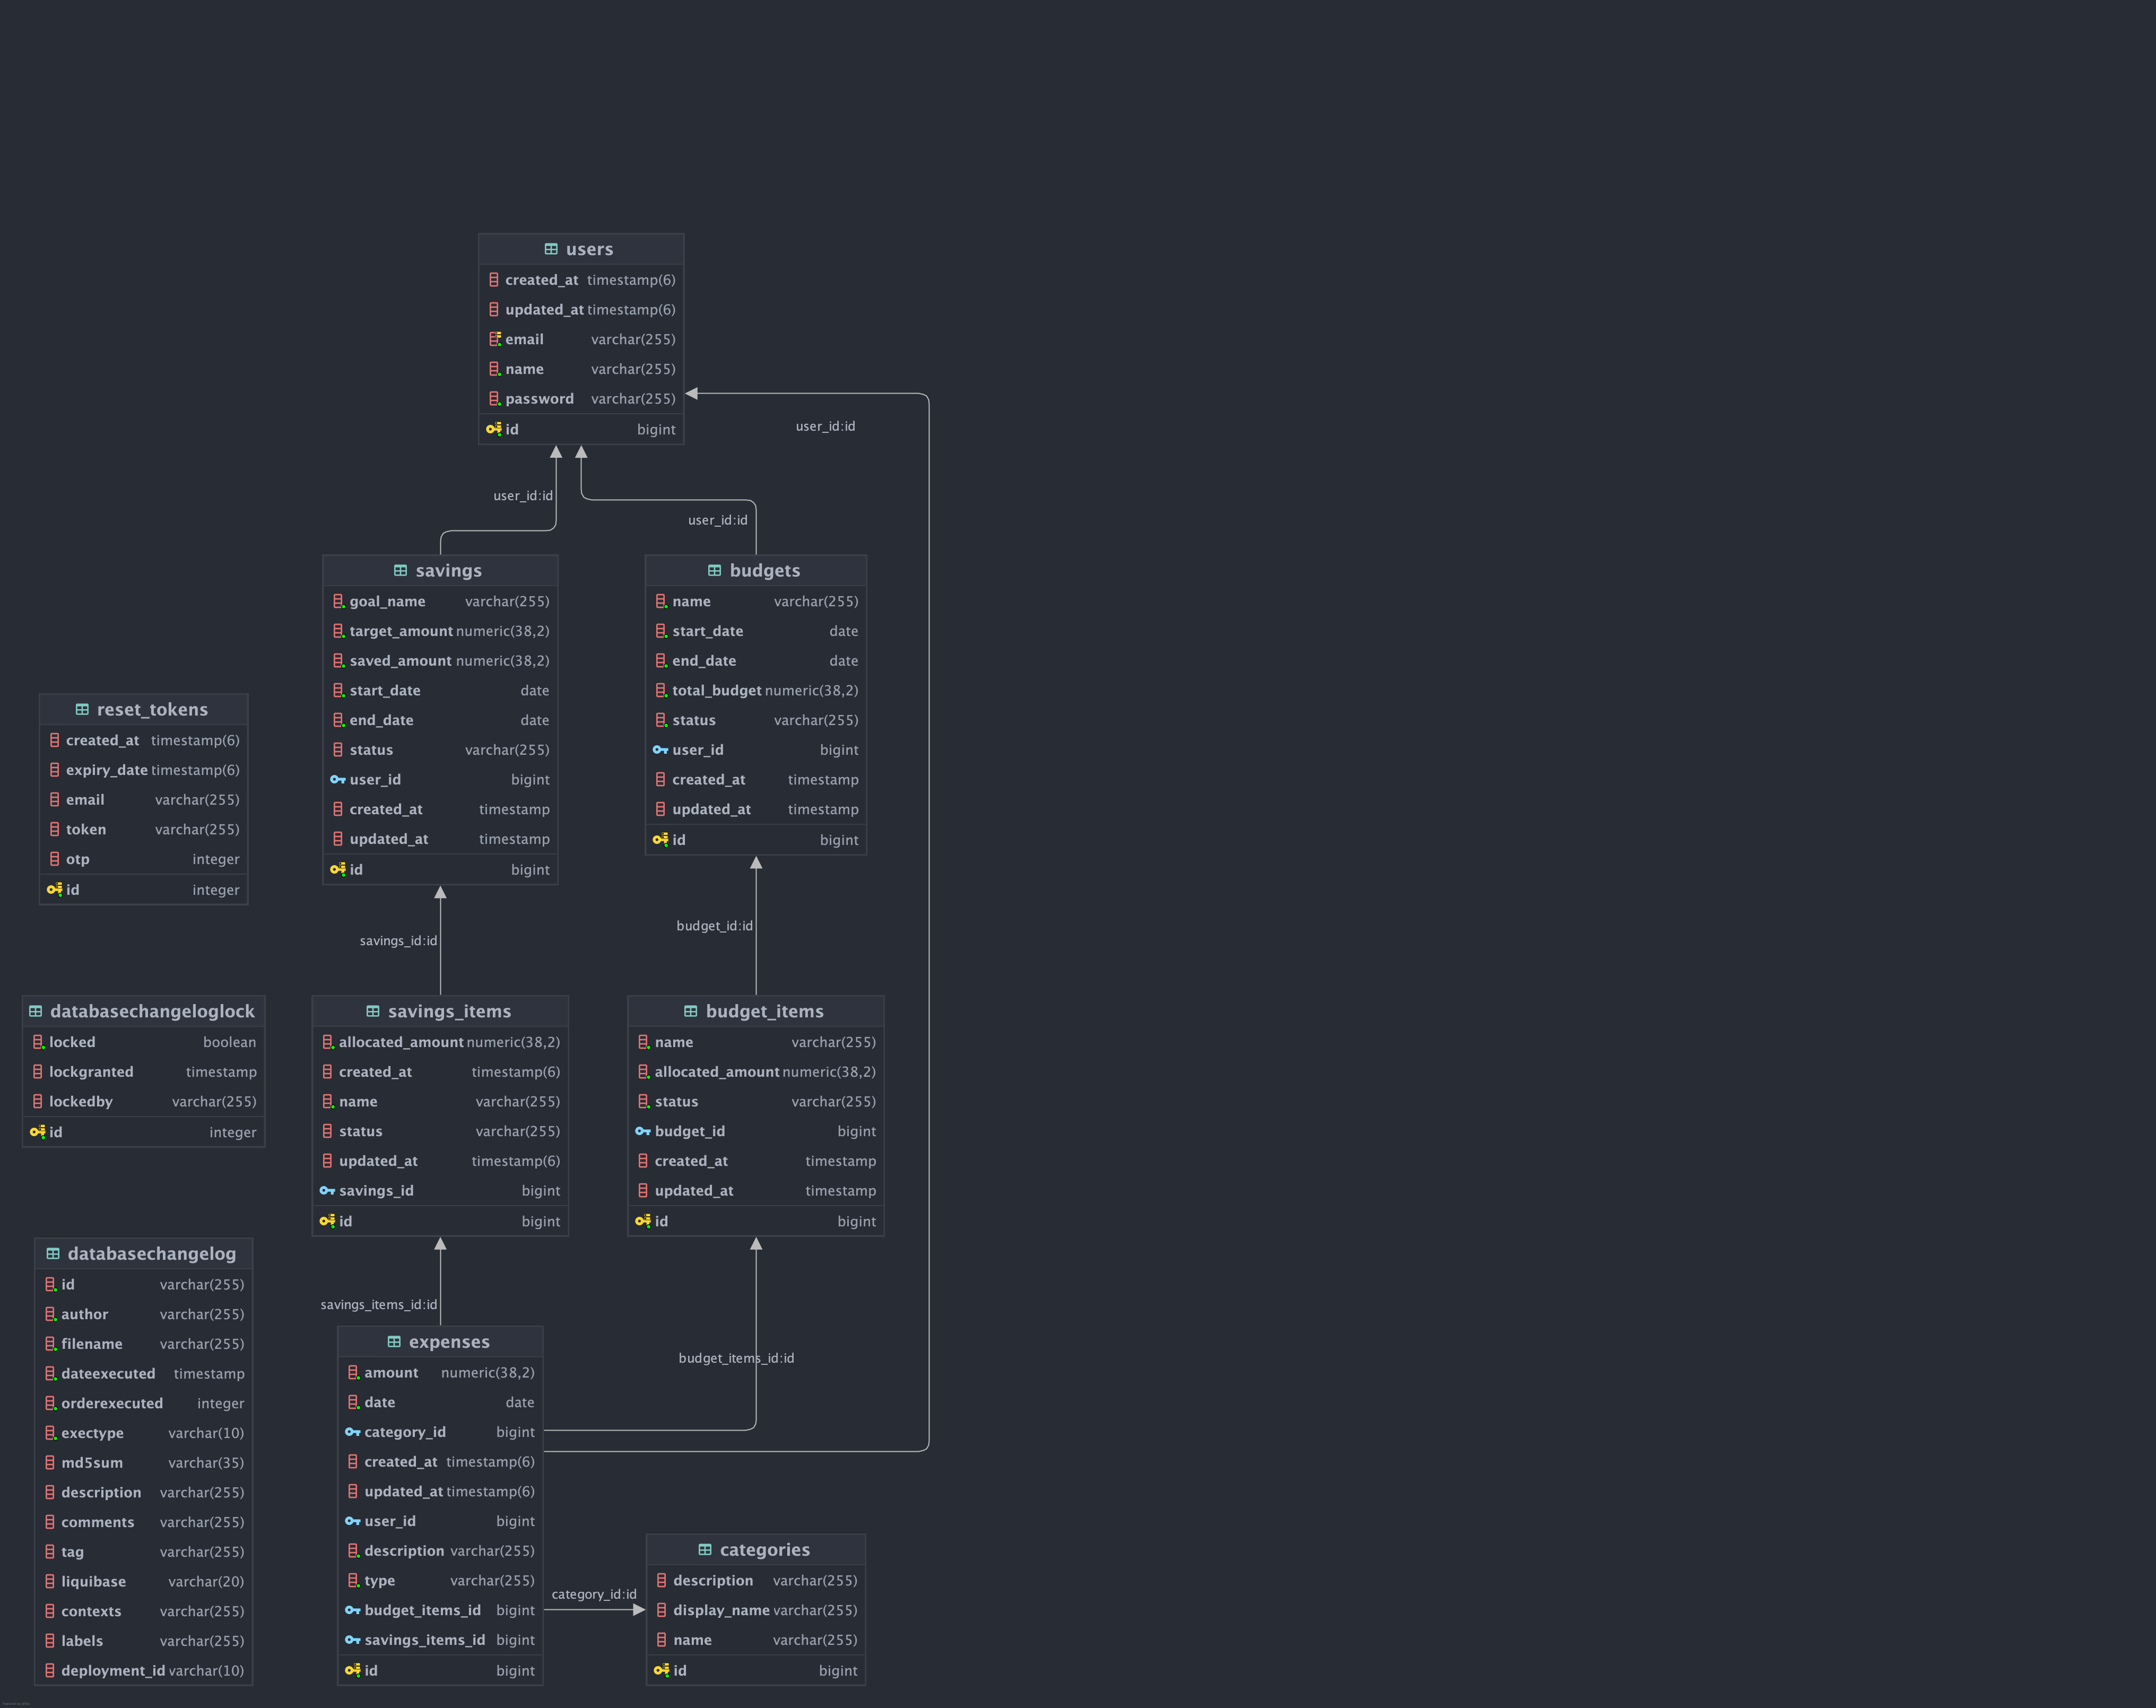 users
created_at timestamp(6)
updated_at timestamp(6)
email varchar(255)
name varchar(255)
password varchar(255)
id bigint
user_id:id
user_id:id
user_id:id
savings
goal_name varchar(255)
target_amount numeric(38,2)
saved_amount numeric(38,2)
start_date date
end_date date
status varchar(255)
user_id bigint
created_at timestamp
updated_at timestamp
id bigint
budgets
name varchar(255)
start_date date
end_date date
total_budget numeric(38,2)
status varchar(255)
user_id bigint
created_at timestamp
updated_at timestamp
id bigint
reset_tokens
created_at timestamp(6)
expiry_date timestamp(6)
email varchar(255)
token varchar(255)
otp integer
id integer
savings_id:id
budget_id:id
databasechangeloglock
locked boolean
lockgranted timestamp
lockedby varchar(255)
id integer
savings_items
allocated_amount numeric(38,2)
created_at timestamp(6)
name varchar(255)
status varchar(255)
updated_at timestamp(6)
savings_id bigint
id bigint
budget_items
name varchar(255)
allocated_amount numeric(38,2)
status varchar(255)
budget_id bigint
created_at timestamp
updated_at timestamp
id bigint
databasechangelog
id varchar(255)
author varchar(255)
filename varchar(255)
dateexecuted timestamp
orderexecuted integer
exectype varchar(10)
md5sum varchar(35)
description varchar(255)
comments varchar(255)
tag varchar(255)
liquibase varchar(20)
contexts varchar(255)
labels varchar(255)
deployment_id varchar(10)
savings_items_id:id
budget_items_id:id
expenses
amount numeric(38,2)
date date
category_id bigint
created_at timestamp(6)
updated_at timestamp(6)
user_id bigint
description varchar(255)
type varchar(255)
budget_items_id bigint
savings_items_id bigint
id bigint
category_id:id
categories
description varchar(255)
display_name varchar(255)
name varchar(255)
id bigint